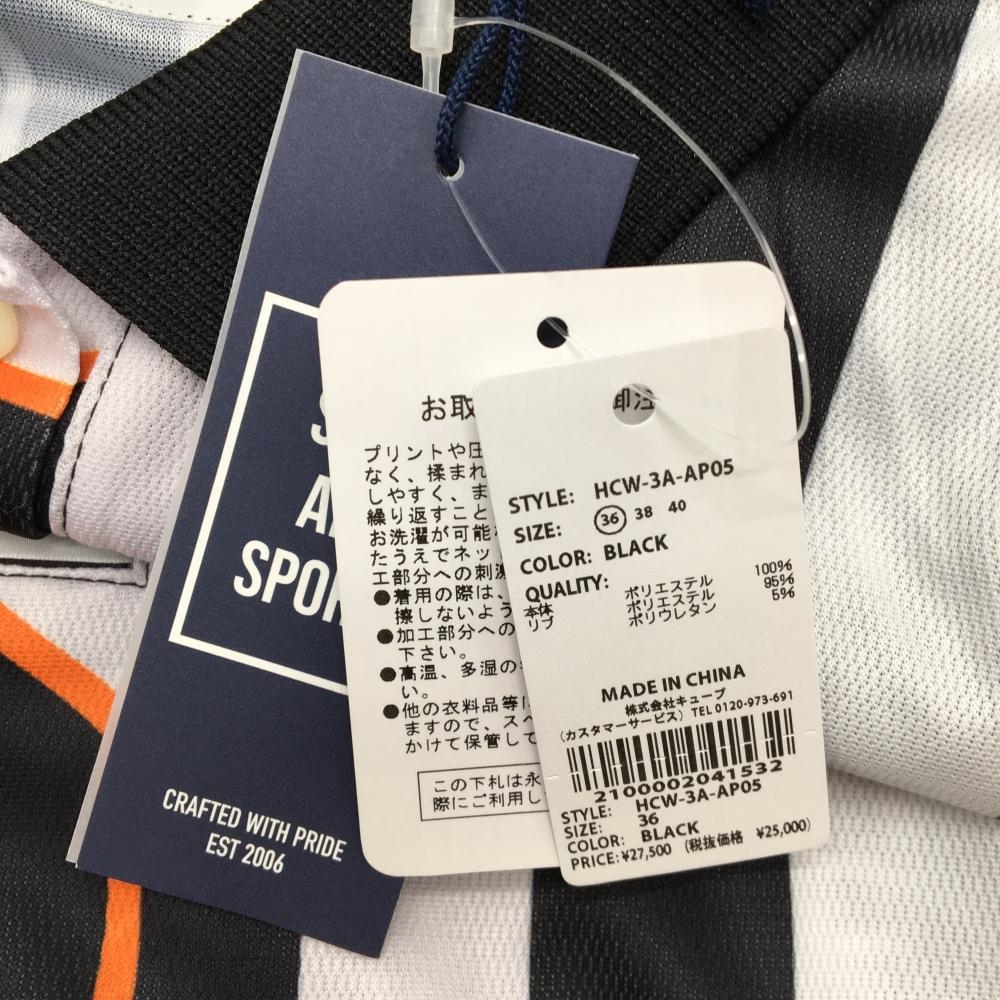 SPOR
CRAFTED WITH PRIDE
EST 2006
お取
プリントや圧
なく、揉まれ
しやすく、ま
繰り返すこと
お洗濯が可能
たうえでネッ
工部分への刺激
●着用の際は、
擦しないよう
●加工部分への
下さい。
●高温、多湿の
い。
●他の衣料品等に
ますので、スペ
かけて保管して
この下札は永
際にご利用し
STYLE: HCW-3A-AP05
SIZE: 36 38 40
COLOR: BLACK
QUALITY:
ポリエステル 100%
本体 ポリエステル 95%
リブ ポリウレタン 5%
MADE IN CHINA
株式会社キューブ
(カスタマーサービス) TEL 0120-973-691
2100002041532
STYLE: HCW-3A-AP05
SIZE: 36
COLOR: BLACK
PRICE: ¥27,500 (税抜価格 ¥25,000)